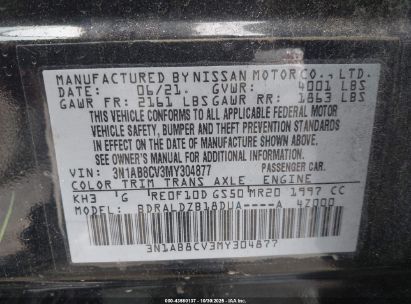 MANUFACTURED BY NISSAN MOTOR CO., LTD.
DATE: 06/21. GVWR: 4001 LBS
GAWR FR: 2161 LBS GAWR RR: 1863 LBS
THIS VEHICLE CONFORMS TO ALL APPLICABLE FEDERAL MOTOR
VEHICLE SAFETY, BUMPER AND THEFT PREVENTION STANDARDS
IN EFFECT ON THE DATE OF MANUFACTURE SHOWN ABOVE.
SEE OWNER'S MANUAL FOR ADDITIONAL INFORMATION.
VIN: 3N1AB8CV3MY304877 PASSENGER CAR
COLOR TRIM TRANS AXLE ENGINE
KH3 G RE0F10D GS50 MR20 1997 CC
MODEL: BDRALDZB18DUA----A 47000
3N1AB8CV3MY304877